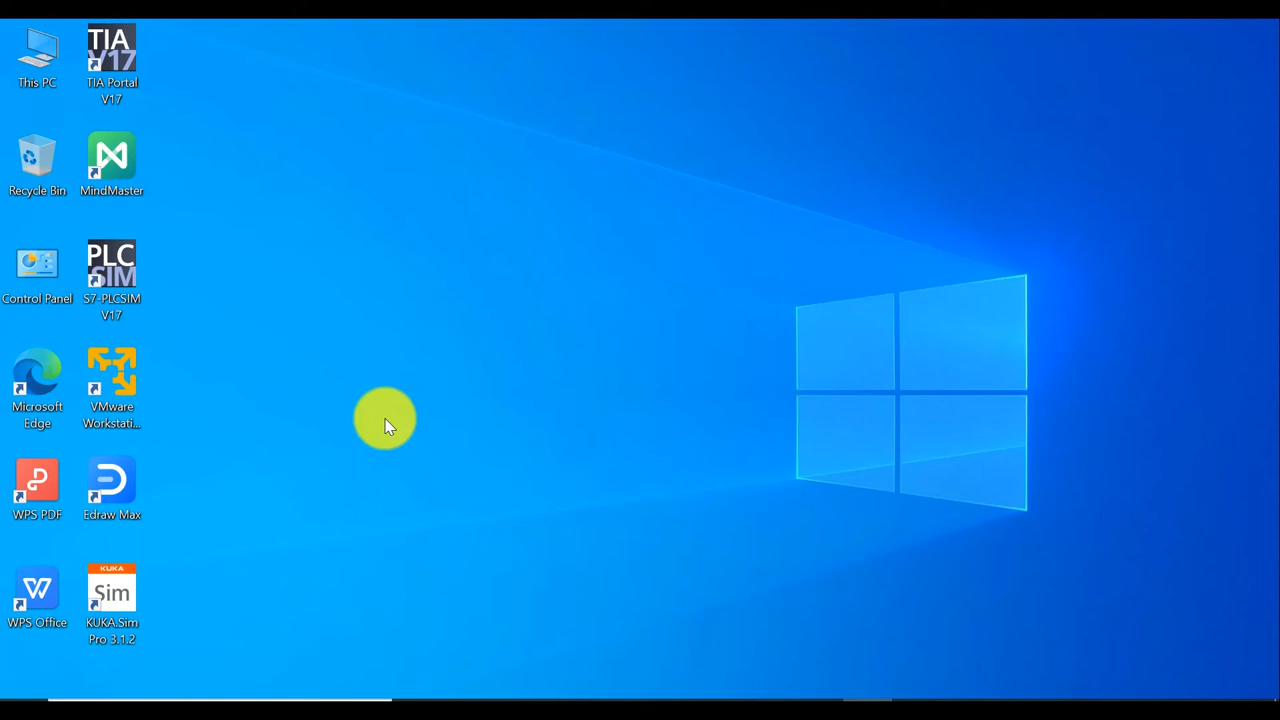 This PC
TIA
V17
TIA Portal
V17
Recycle Bin
MindMaster
Control Panel
PLC
SIM
S7-PLCSIM
V17
Microsoft
Edge
VMware
Workstati...
WPS PDF
Edraw Max
WPS Office
KUKA
Sim
KUKA.Sim
Pro 3.1.2